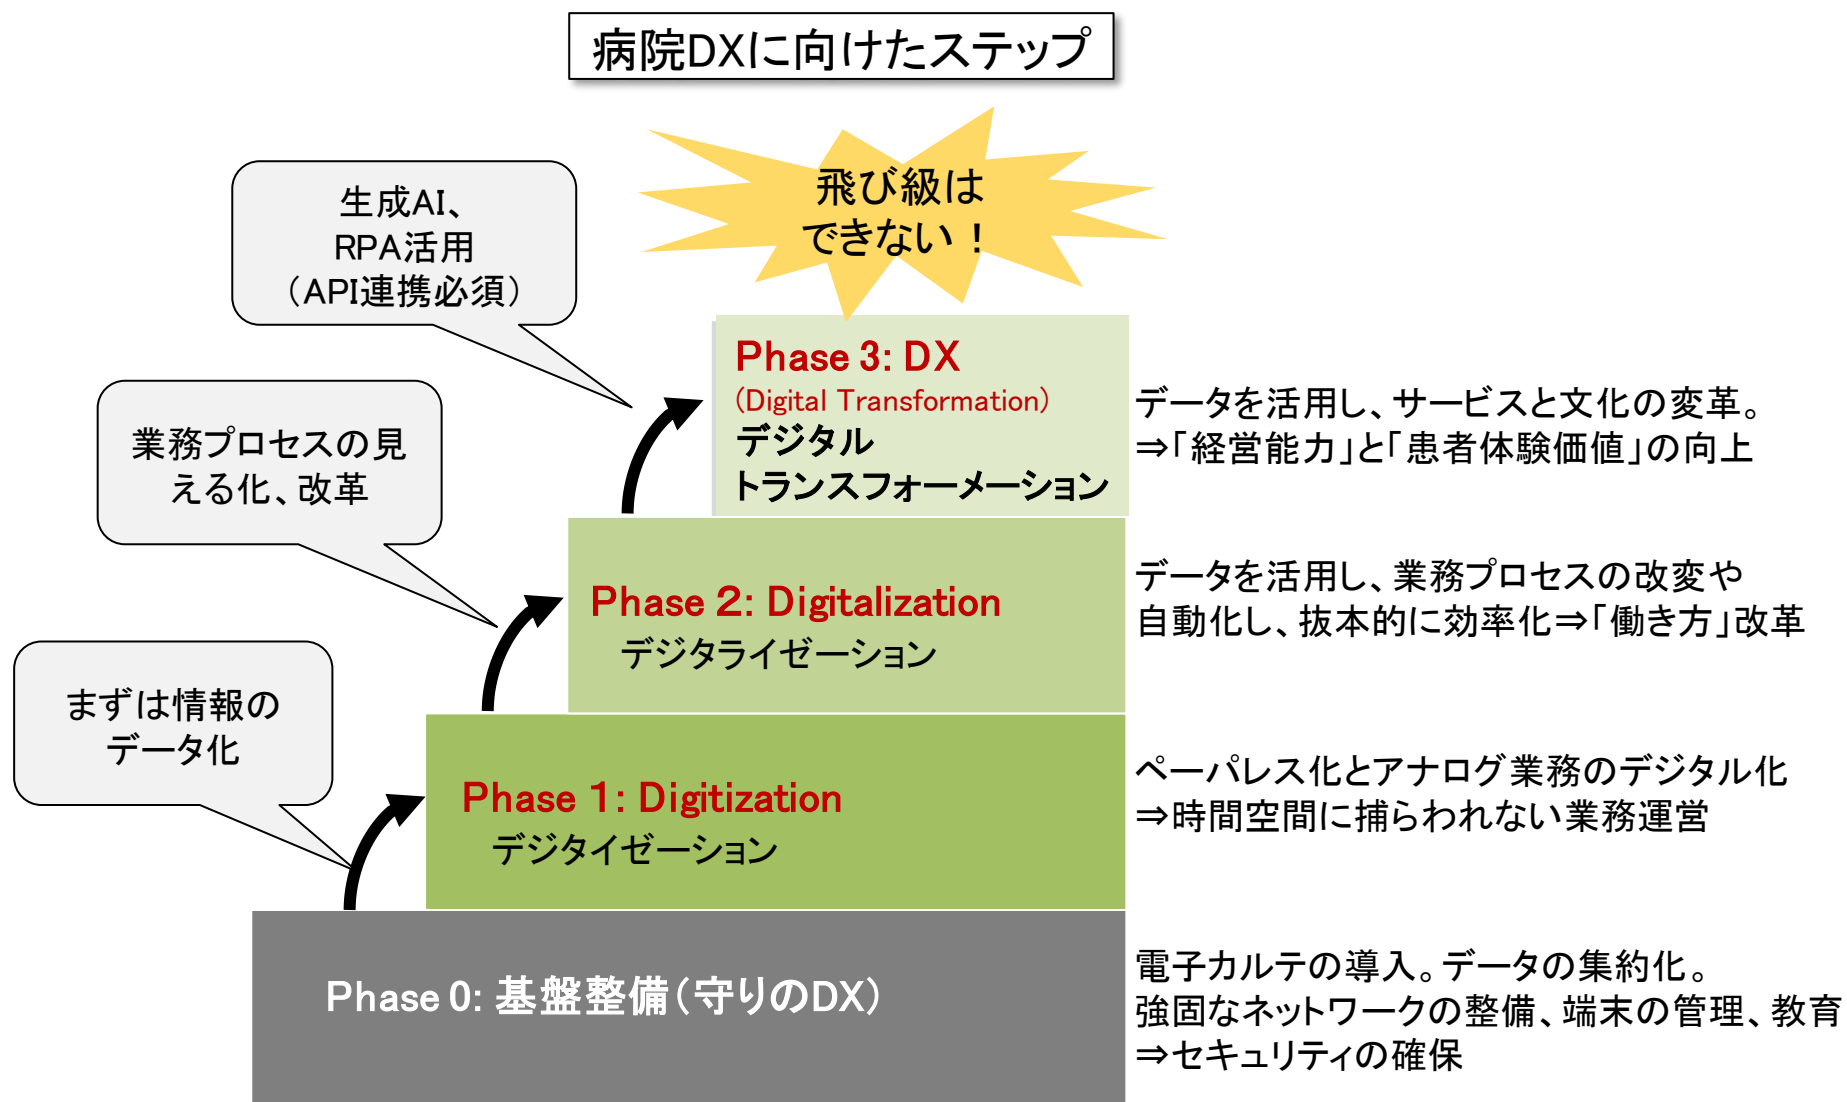 病院DXに向けたステップ
飛び級は
できない！
生成AI、
RPA活用
（API連携必須）
Phase 3: DX
(Digital Transformation)
デジタル
トランスフォーメーション
データを活用し、サービスと文化の変革。
⇒「経営能力」と「患者体験価値」の向上
業務プロセスの見
える化、改革
Phase 2: Digitalization
デジタライゼーション
データを活用し、業務プロセスの改変や
自動化し、抜本的に効率化⇒「働き方」改革
まずは情報の
データ化
Phase 1: Digitization
デジタイゼーション
ペーパレス化とアナログ業務のデジタル化
⇒時間空間に捕らわれない業務運営
Phase 0: 基盤整備（守りのDX）
電子カルテの導入。データの集約化。
強固なネットワークの整備、端末の管理、教育
⇒セキュリティの確保